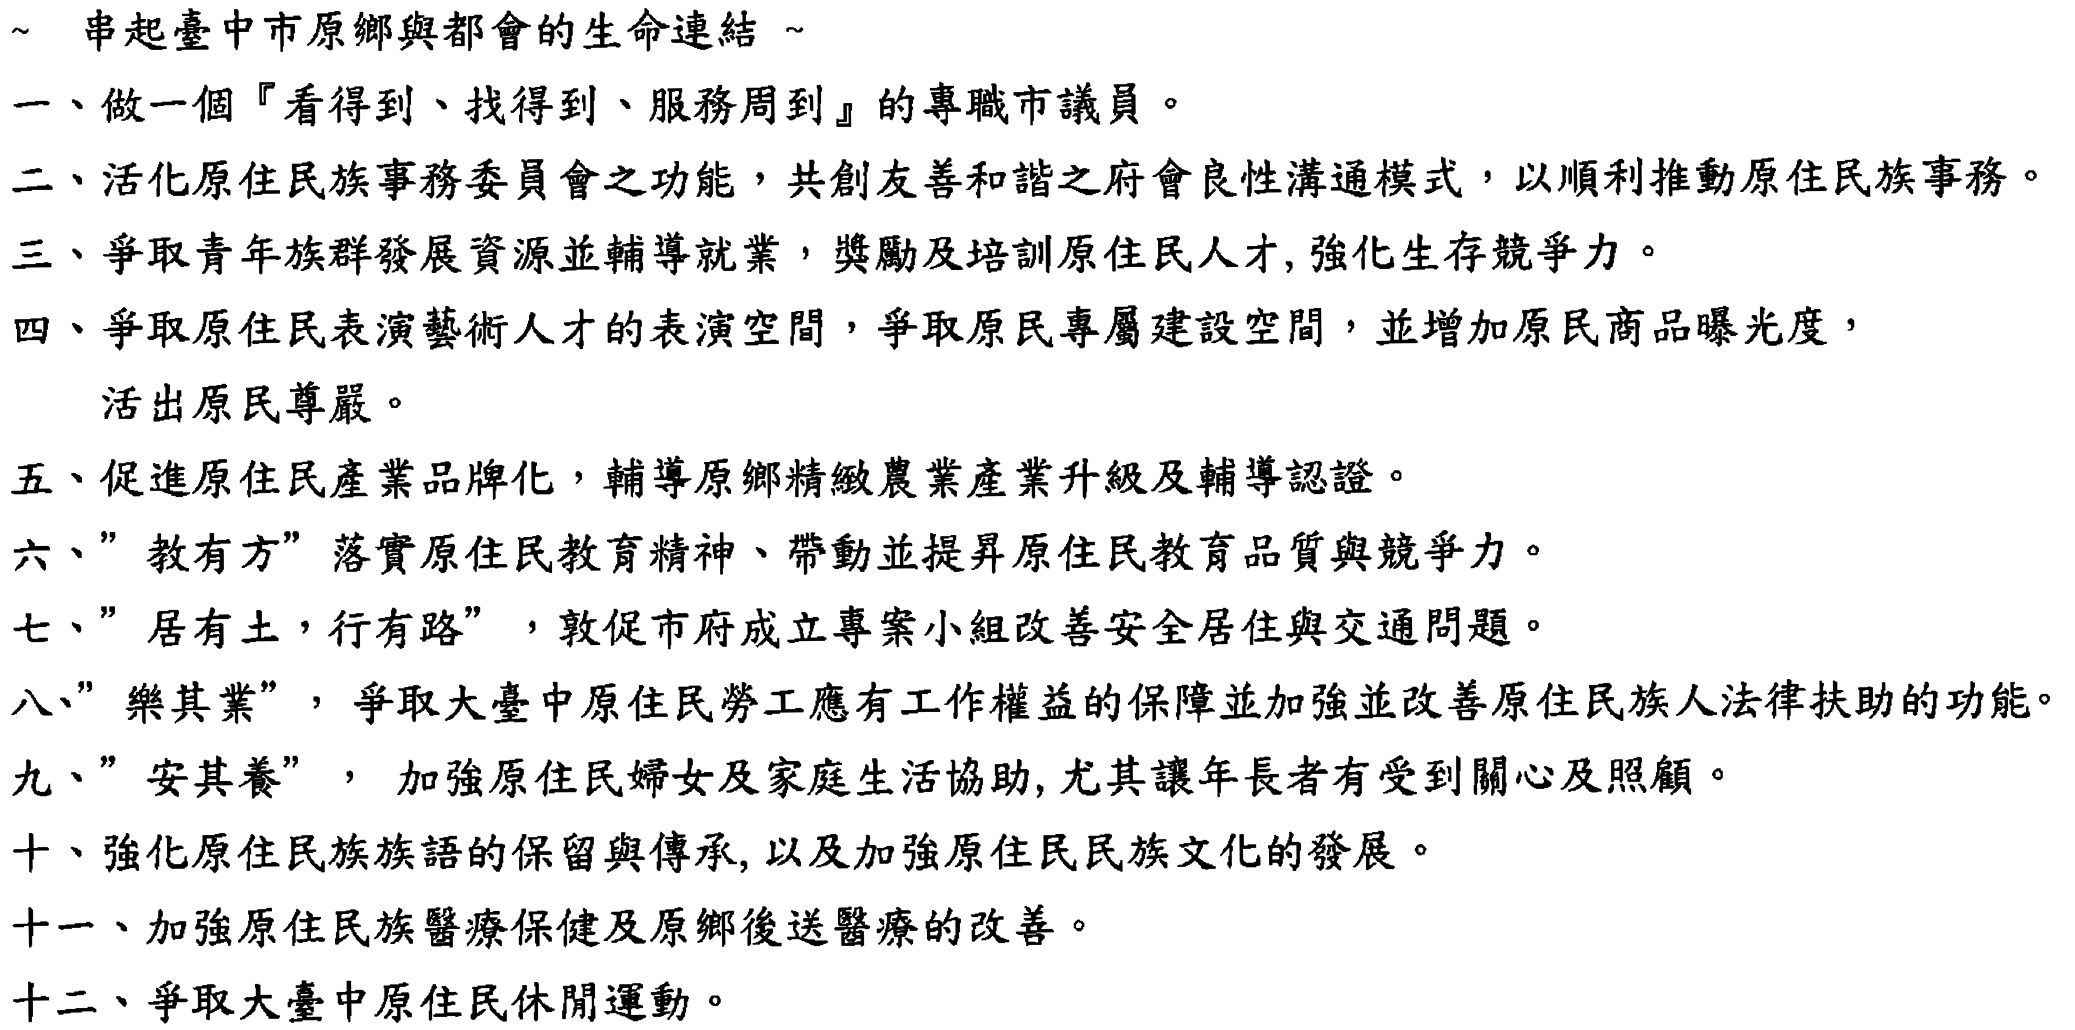 ~ 串起臺中市原鄉與都會的生命連結 ~
一、做一個『看得到、找得到、服務周到』的專職市議員。
二、活化原住民族事務委員會之功能，共創友善和諧之府會良性溝通模式，以順利推動原住民族事務。
三、爭取青年族群發展資源並輔導就業，獎勵及培訓原住民人才,強化生存競爭力。
四、爭取原住民表演藝術人才的表演空間，爭取原民專屬建設空間，並增加原民商品曝光度，
活出原民尊嚴。
五、促進原住民產業品牌化，輔導原鄉精緻農業產業升級及輔導認證。
六、”教有方”落實原住民教育精神、帶動並提昇原住民教育品質與競爭力。
七、”居有土，行有路”，敦促市府成立專案小組改善安全居住與交通問題。
八、”樂其業”，爭取大臺中原住民勞工應有工作權益的保障並加強並改善原住民族人法律扶助的功能。
九、”安其養”，加強原住民婦女及家庭生活協助,尤其讓年長者有受到關心及照顧。
十、強化原住民族族語的保留與傳承,以及加強原住民民族文化的發展。
十一、加強原住民族醫療保健及原鄉後送醫療的改善。
十二、爭取大臺中原住民休閒運動。